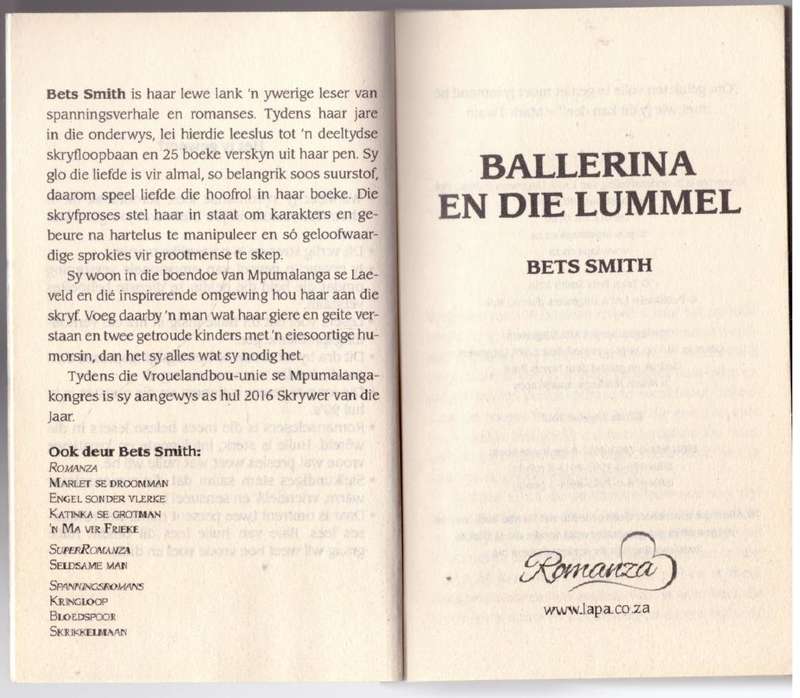 Bets Smith is haar lewe lank 'n ywerige leser van
spanningsverhale en romanses. Tydens haar jare
in die onderwys, lei hierdie leeslus tot 'n deeltydse
skryfloopbaan en 25 boeke verskyn uit haar pen. Sy
glo die liefde is vir almal, so belangrik soos suurstof,
daarom speel liefde die hoofrol in haar boeke. Die
skryfproses stel haar in staat om karakters en ge-
beure na hartelus te manipuleer en só geloofwaar-
dige sprokies vir grootmense te skep.
Sy woon in die boendoe van Mpumalanga se Lae-
veld en dié inspirerende omgewing hou haar aan die
skryf. Voeg daarby 'n man wat haar giere en geite ver-
staan en twee getroude kinders met 'n eiesoortige hu-
morsin, dan het sy alles wat sy nodig het.
Tydens die Vrouelandbou-unie se Mpumalanga-
kongres is sy aangewys as hul 2016 Skrywer van die
Jaar.
Ook deur Bets Smith:
ROMANZA
MARLET SE DROOMMAN
ENGEL SONDER VLERKE
KATINKA SE GROTMAN
'N MA VIR FRIEKE
SUPERROMANZA
SELDSAME MAN
SPANNINGSROMANS
KRINGLOOP
BLOEDSPOOR
SKRIKKELMAAN
BALLERINA
EN DIE LUMMEL
BETS SMITH
Romanza
www.lapa.co.za